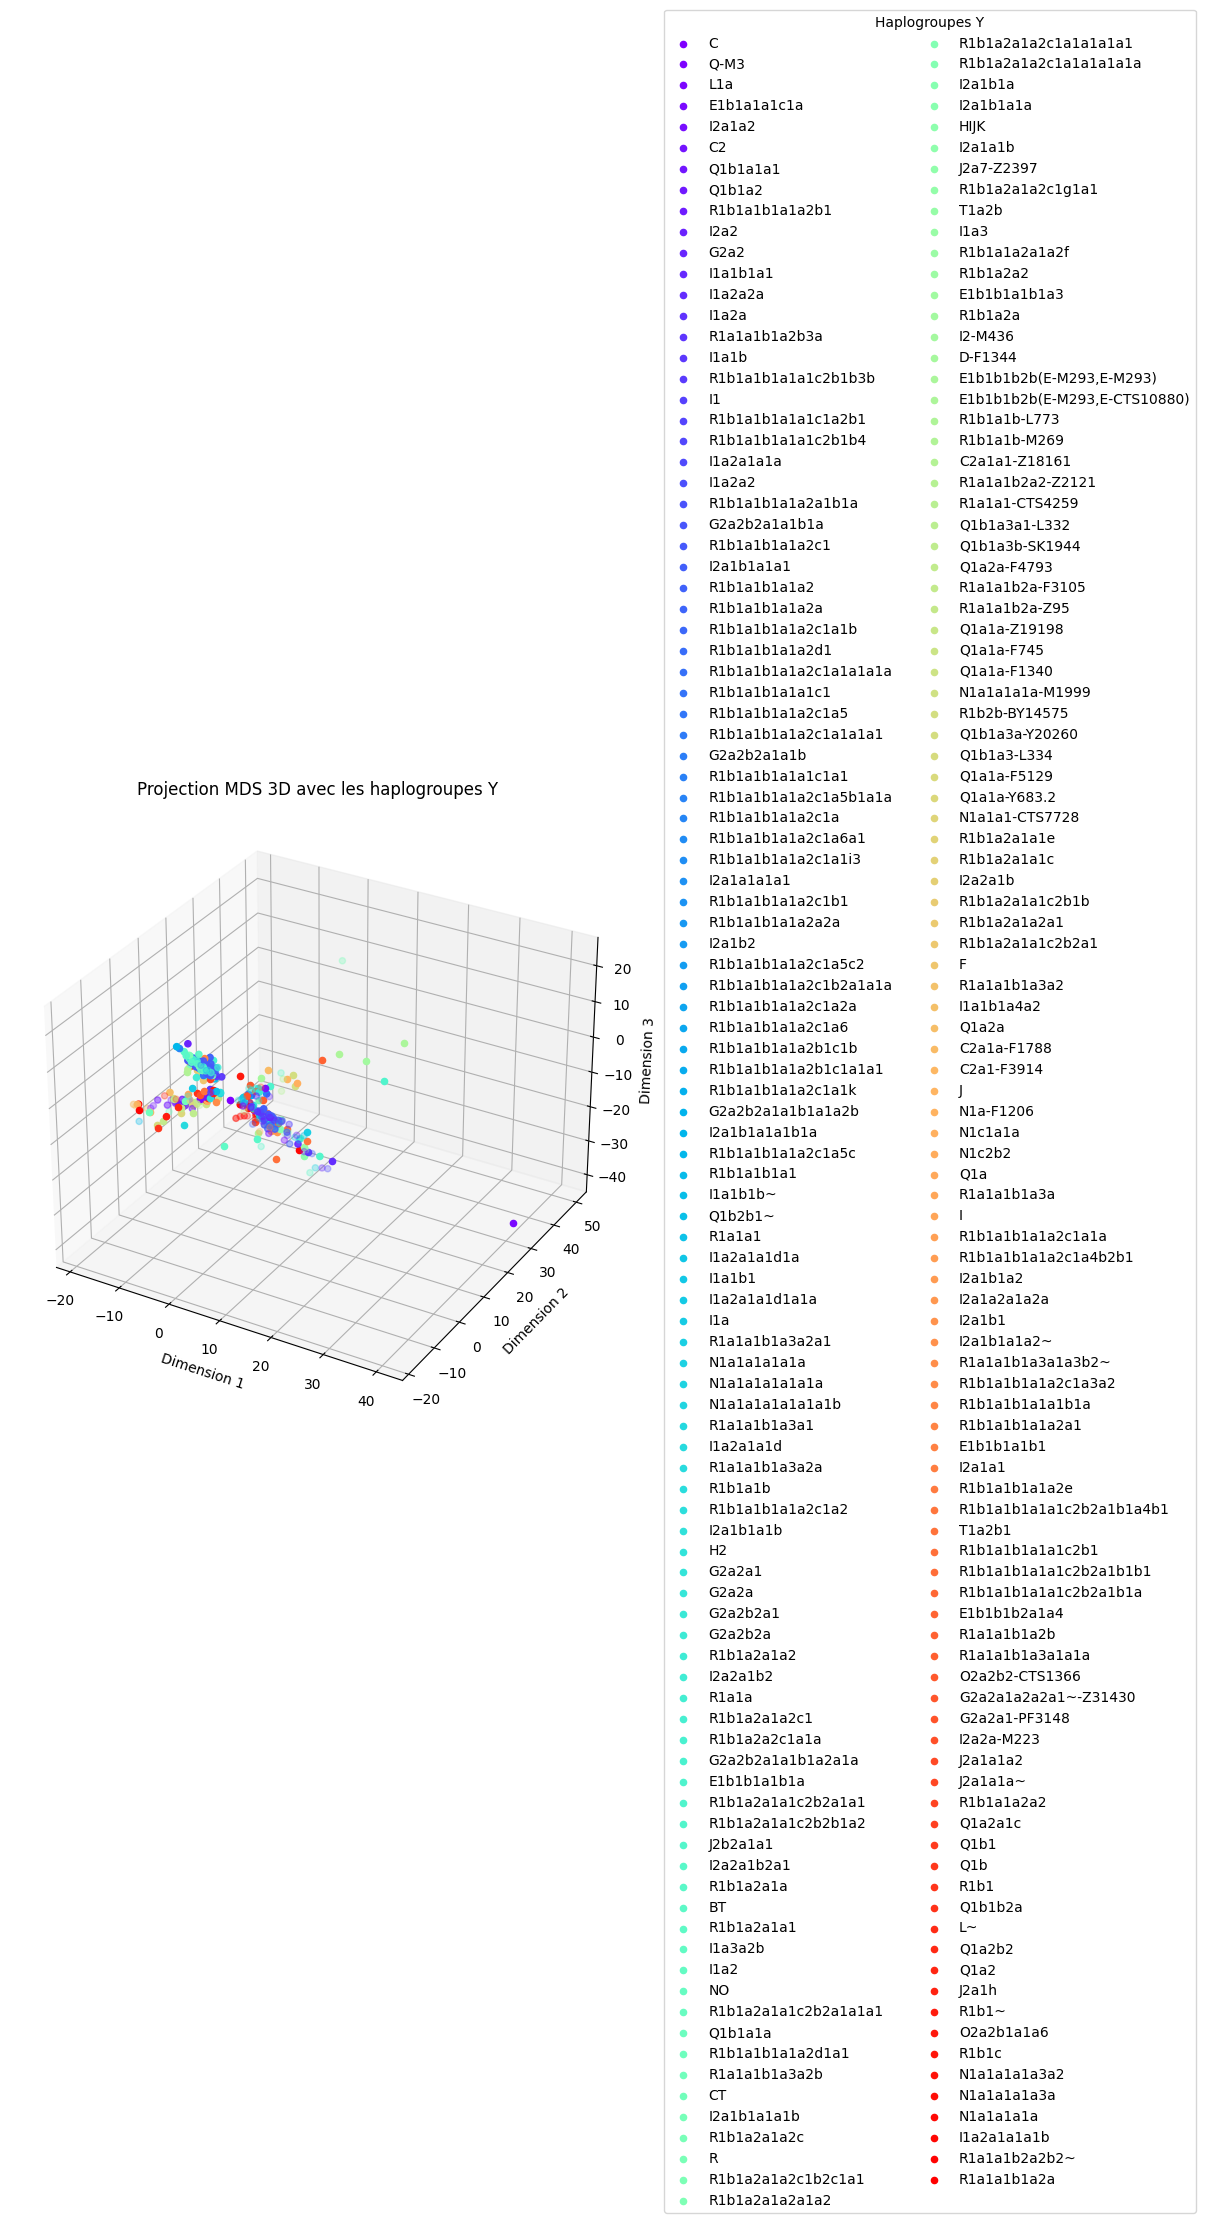 Haplogroupes Y
C
Q-M3
L1a
E1b1a1a1c1a
I2a1a2
C2
Q1b1a1a1
Q1b1a2
R1b1a1b1a1a2b1
I2a2
G2a2
I1a1b1a1
I1a2a2a
I1a2a
R1a1a1b1a2b3a
I1a1b
R1b1a1b1a1a1c2b1b3b
I1
R1b1a1b1a1a1c1a2b1
R1b1a1b1a1a1c2b1b4
I1a2a1a1a
I1a2a2
R1b1a1b1a1a2a1b1a
G2a2b2a1a1b1a
R1b1a1b1a1a2c1
I2a1b1a1a1
R1b1a1b1a1a2
R1b1a1b1a1a2a
R1b1a1b1a1a2c1a1b
R1b1a1b1a1a2d1
R1b1a1b1a1a2c1a1a1a1a
R1b1a1b1a1a1c1
R1b1a1b1a1a2c1a5
R1b1a1b1a1a2c1a1a1a1
G2a2b2a1a1b
R1b1a1b1a1a1c1a1
R1b1a1b1a1a2c1a5b1a1a
R1b1a1b1a1a2c1a
R1b1a1b1a1a2c1a6a1
R1b1a1b1a1a2c1a1i3
I2a1a1a1a1
R1b1a1b1a1a2c1b1
R1b1a1b1a1a2a2a
I2a1b2
R1b1a1b1a1a2c1a5c2
R1b1a1b1a1a2c1b2a1a1a
R1b1a1b1a1a2c1a2a
R1b1a1b1a1a2c1a6
R1b1a1b1a1a2b1c1b
R1b1a1b1a1a2b1c1a1a1
R1b1a1b1a1a2c1a1k
G2a2b2a1a1b1a1a2b
I2a1b1a1a1b1a
R1b1a1b1a1a2c1a5c
R1b1a1b1a1
I1a1b1b~
Q1b2b1~
R1a1a1
I1a2a1a1d1a
I1a1b1
I1a2a1a1d1a1a
I1a
R1a1a1b1a3a2a1
N1a1a1a1a1a
N1a1a1a1a1a1a
N1a1a1a1a1a1a1b
R1a1a1b1a3a1
I1a2a1a1d
R1a1a1b1a3a2a
R1b1a1b
R1b1a1b1a1a2c1a2
I2a1b1a1b
H2
G2a2a1
G2a2a
G2a2b2a1
G2a2b2a
R1b1a2a1a2
I2a2a1b2
R1a1a
R1b1a2a1a2c1
R1b1a2a2c1a1a
G2a2b2a1a1b1a2a1a
E1b1b1a1b1a
R1b1a2a1a1c2b2a1a1
R1b1a2a1a1c2b2b1a2
J2b2a1a1
I2a2a1b2a1
R1b1a2a1a
BT
R1b1a2a1a1
I1a3a2b
I1a2
NO
R1b1a2a1a1c2b2a1a1a1
Q1b1a1a
R1b1a1b1a1a2d1a1
R1a1a1b1a3a2b
CT
I2a1b1a1a1b
R1b1a2a1a2c
R
R1b1a2a1a2c1b2c1a1
R1b1a2a1a2a1a2
R1b1a2a1a2c1a1a1a1a1
R1b1a2a1a2c1a1a1a1a1a
I2a1b1a
I2a1b1a1a
HIJK
I2a1a1b
J2a7-Z2397
R1b1a2a1a2c1g1a1
T1a2b
I1a3
R1b1a1a2a1a2f
R1b1a2a2
E1b1b1a1b1a3
R1b1a2a
I2-M436
D-F1344
E1b1b1b2b(E-M293,E-M293)
E1b1b1b2b(E-M293,E-CTS10880)
R1b1a1b-L773
R1b1a1b-M269
C2a1a1-Z18161
R1a1a1b2a2-Z2121
R1a1a1-CTS4259
Q1b1a3a1-L332
Q1b1a3b-SK1944
Q1a2a-F4793
R1a1a1b2a-F3105
R1a1a1b2a-Z95
Q1a1a-Z19198
Q1a1a-F745
Q1a1a-F1340
N1a1a1a1a-M1999
R1b2b-BY14575
Q1b1a3a-Y20260
Q1b1a3-L334
Q1a1a-F5129
Q1a1a-Y683.2
N1a1a1-CTS7728
R1b1a2a1a1e
R1b1a2a1a1c
I2a2a1b
R1b1a2a1a1c2b1b
R1b1a2a1a2a1
R1b1a2a1a1c2b2a1
F
R1a1a1b1a3a2
I1a1b1a4a2
Q1a2a
C2a1a-F1788
C2a1-F3914
J
N1a-F1206
N1c1a1a
N1c2b2
Q1a
R1a1a1b1a3a
I
R1b1a1b1a1a2c1a1a
R1b1a1b1a1a2c1a4b2b1
I2a1b1a2
I2a1a2a1a2a
I2a1b1
I2a1b1a1a2~
R1a1a1b1a3a1a3b2~
R1b1a1b1a1a2c1a3a2
R1b1a1b1a1a1b1a
R1b1a1b1a1a2a1
E1b1b1a1b1
I2a1a1
R1b1a1b1a1a2e
R1b1a1b1a1a1c2b2a1b1a4b1
T1a2b1
R1b1a1b1a1a1c2b1
R1b1a1b1a1a1c2b2a1b1b1
R1b1a1b1a1a1c2b2a1b1a
E1b1b1b2a1a4
R1a1a1b1a2b
R1a1a1b1a3a1a1a
O2a2b2-CTS1366
G2a2a1a2a2a1~-Z31430
G2a2a1-PF3148
I2a2a-M223
J2a1a1a2
J2a1a1a~
R1b1a1a2a2
Q1a2a1c
Q1b1
Q1b
R1b1
Q1b1b2a
L~
Q1a2b2
Q1a2
J2a1h
R1b1~
O2a2b1a1a6
R1b1c
N1a1a1a1a3a2
N1a1a1a1a3a
N1a1a1a1a
I1a2a1a1a1b
R1a1a1b2a2b2~
R1a1a1b1a2a
Projection MDS 3D avec les haplogroupes Y
20
10
0
−10
−20
−30
−40
Dimension 3
50
40
30
20
10
0
−10
−20
Dimension 2
−20
−10
0
10
20
30
40
Dimension 1